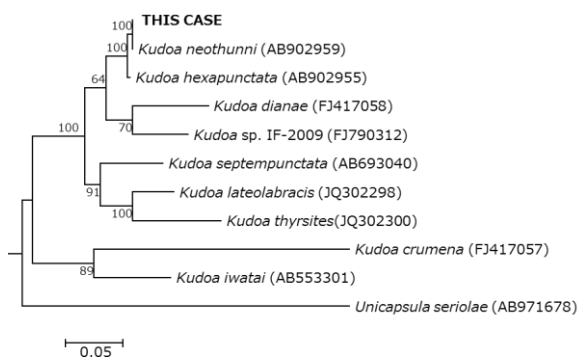 THIS CASE
100
Kudoa neothunni (AB902959)
100
Kudoa hexapunctata (AB902955)
64
Kudoa dianae (FJ417058)
70
Kudoa sp. IF-2009 (FJ790312)
100
Kudoa septempunctata (AB693040)
91
Kudoa lateolabracis (JQ302298)
100
Kudoa thyrsites(JQ302300)
Kudoa crumena (FJ417057)
89
Kudoa iwatai (AB553301)
Unicapsula seriolae (AB971678)
0.05